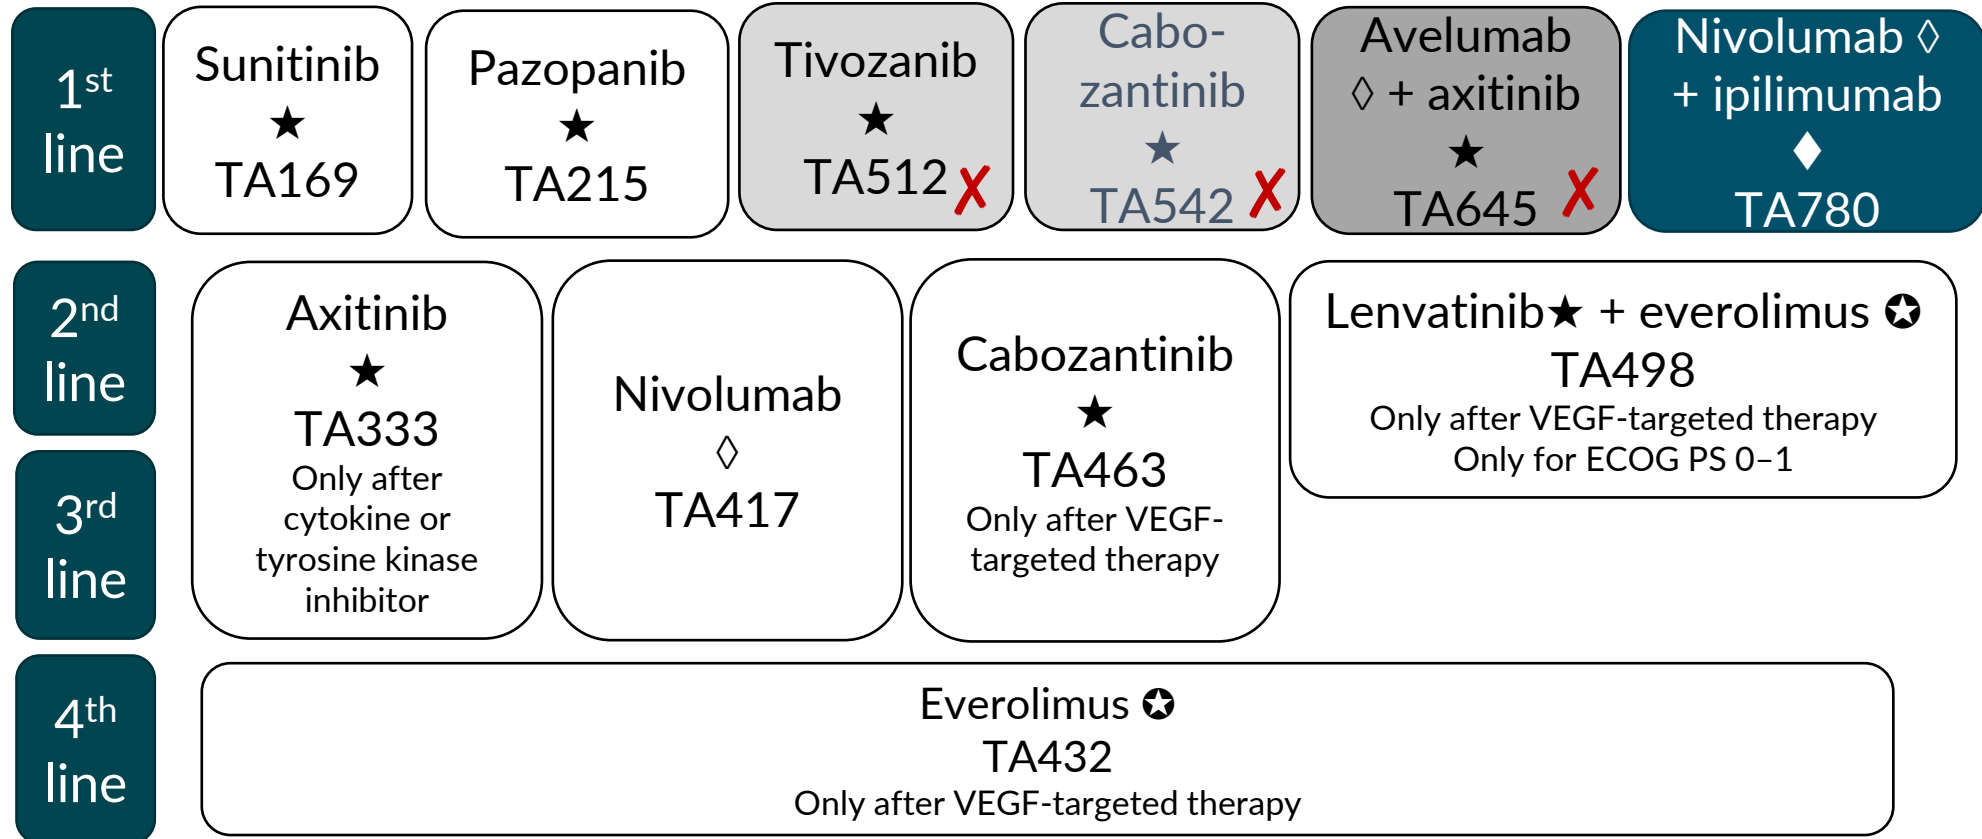 1st
line
Sunitinib
★
TA169
Pazopanib
★
TA215
Tivozanib
★
TA512 ✗
Cabo-
zantinib
★
TA542 ✗
Avelumab
◊ + axitinib
★
TA645 ✗
Nivolumab ◊
+ ipilimumab
♦
TA780
2nd
line
3rd
line
Axitinib
★
TA333
Only after
cytokine or
tyrosine kinase
inhibitor
Nivolumab
◊
TA417
Cabozantinib
★
TA463
Only after VEGF-
targeted therapy
Lenvatinib★ + everolimus ✪
TA498
Only after VEGF-targeted therapy
Only for ECOG PS 0–1
4th
line
Everolimus ✪
TA432
Only after VEGF-targeted therapy